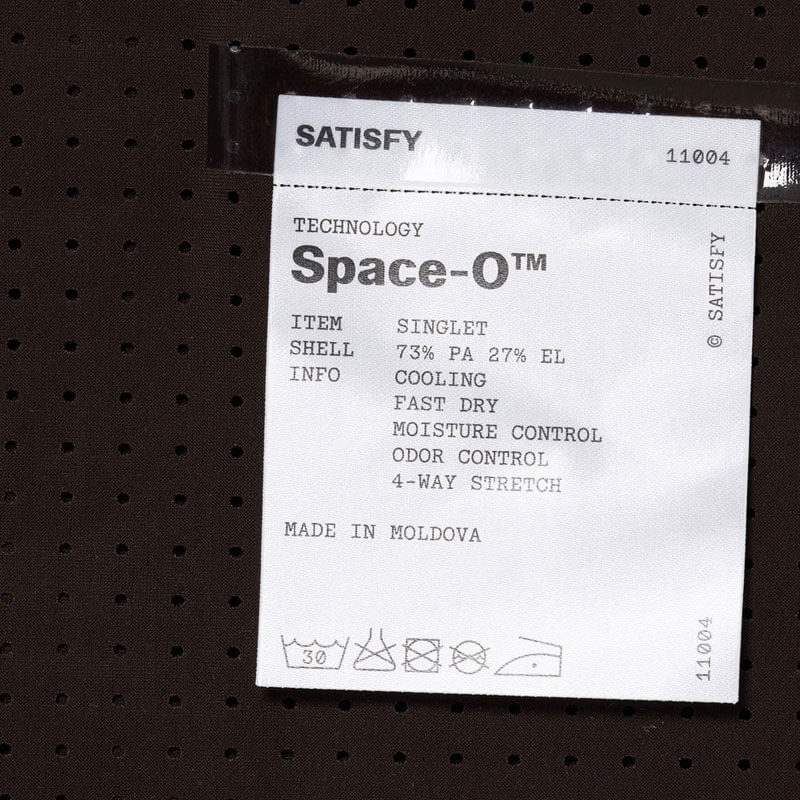 SATISFY
11004
TECHNOLOGY
Space-O™
ITEM SINGLET
SHELL 73% PA 27% EL
INFO COOLING
FAST DRY
MOISTURE CONTROL
ODOR CONTROL
4-WAY STRETCH
MADE IN MOLDOVA
30
© SATISFY
11004